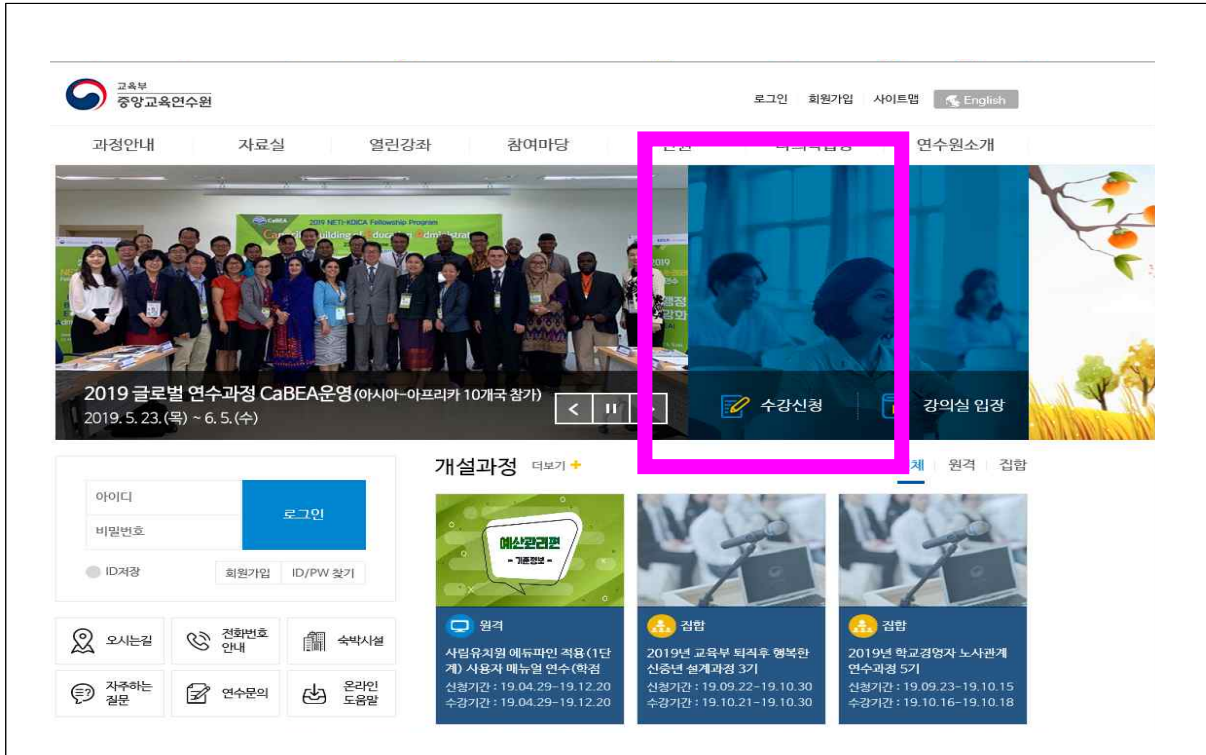 교육부
중앙교육연수원
로그인 회원가입 사이트맵 English
과정안내 자료실 열린강좌 참여마당 연수원소개
CaBEA 2019 NETI-KOICA Fellowship Program
2019 글로벌 연수과정 CaBEA운영(아시아-아프리카 10개국 참가)
2019. 5. 23.(목) ~ 6. 5.(수)
수강신청 강의실 입장
아이디
비밀번호
로그인
ID저장 회원가입 ID/PW 찾기
오시는길
전화번호
안내
숙박시설
자주하는
질문
연수문의
온라인
도움말
개설과정 더보기 +
원격 집합
예산관리편
- 기준정보 -
원격
사립유치원 에듀파인 적용(1단
계) 사용자 매뉴얼 연수(학점
신청기간 : 19.04.29-19.12.20
수강기간 : 19.04.29-19.12.20
집합
2019년 교육부 퇴직후 행복한
신중년 설계과정 3기
신청기간 : 19.09.22-19.10.30
수강기간 : 19.10.21-19.10.30
집합
2019년 학교경영자 노사관계
연수과정 5기
신청기간 : 19.09.23-19.10.15
수강기간 : 19.10.16-19.10.18